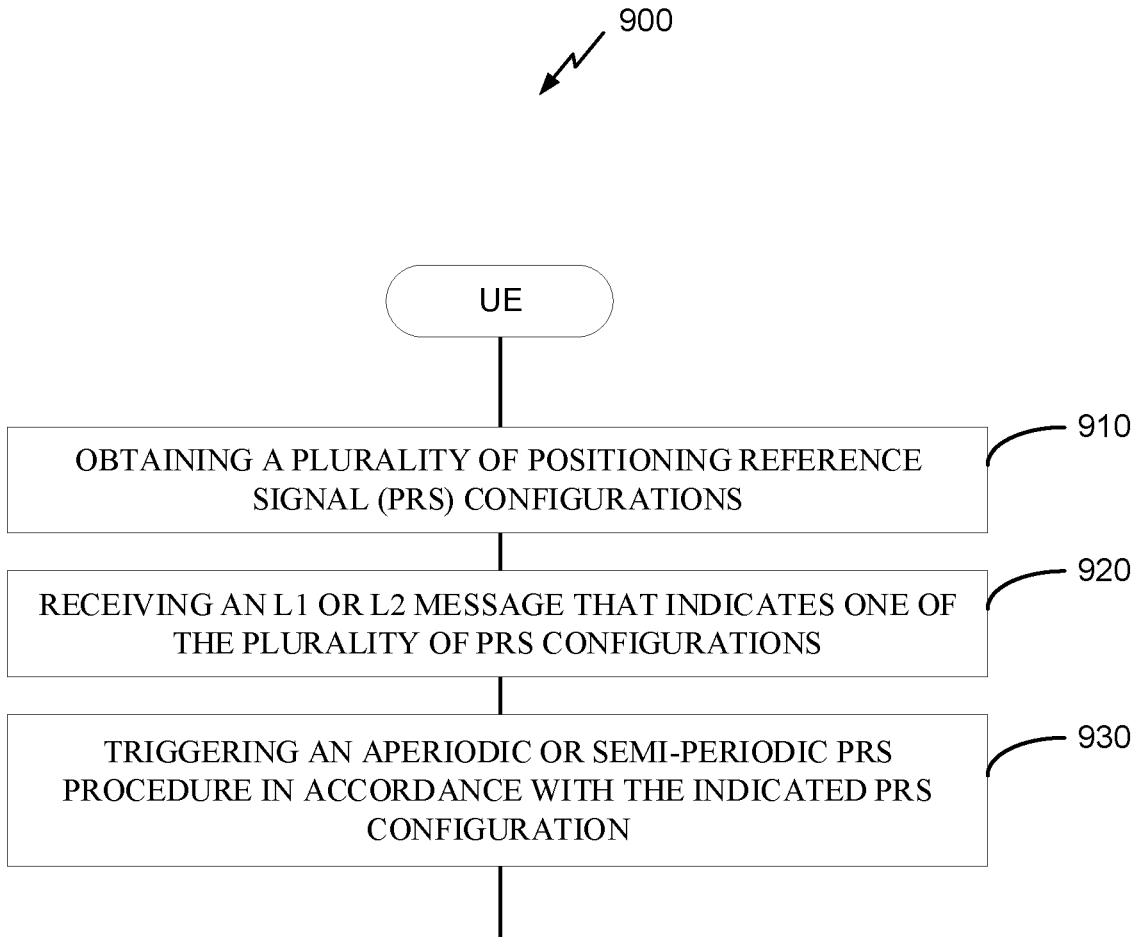 900
UE
OBTAINING A PLURALITY OF POSITIONING REFERENCE
SIGNAL (PRS) CONFIGURATIONS
910
RECEIVING AN L1 OR L2 MESSAGE THAT INDICATES ONE OF
THE PLURALITY OF PRS CONFIGURATIONS
920
TRIGGERING AN APERIODIC OR SEMI-PERIODIC PRS
PROCEDURE IN ACCORDANCE WITH THE INDICATED PRS
CONFIGURATION
930